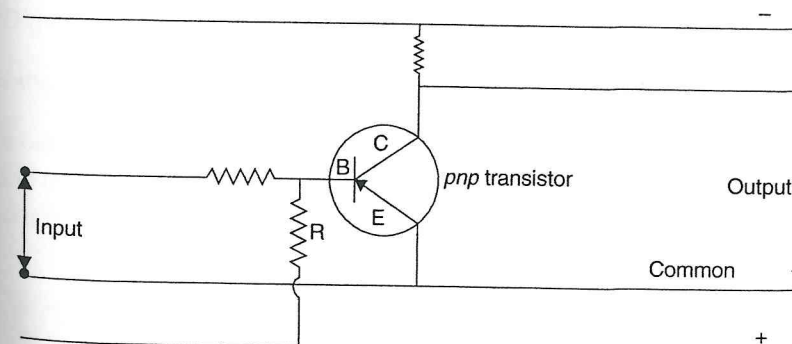 –
C
B
pnp transistor
E
Output
Input
R
Common
+